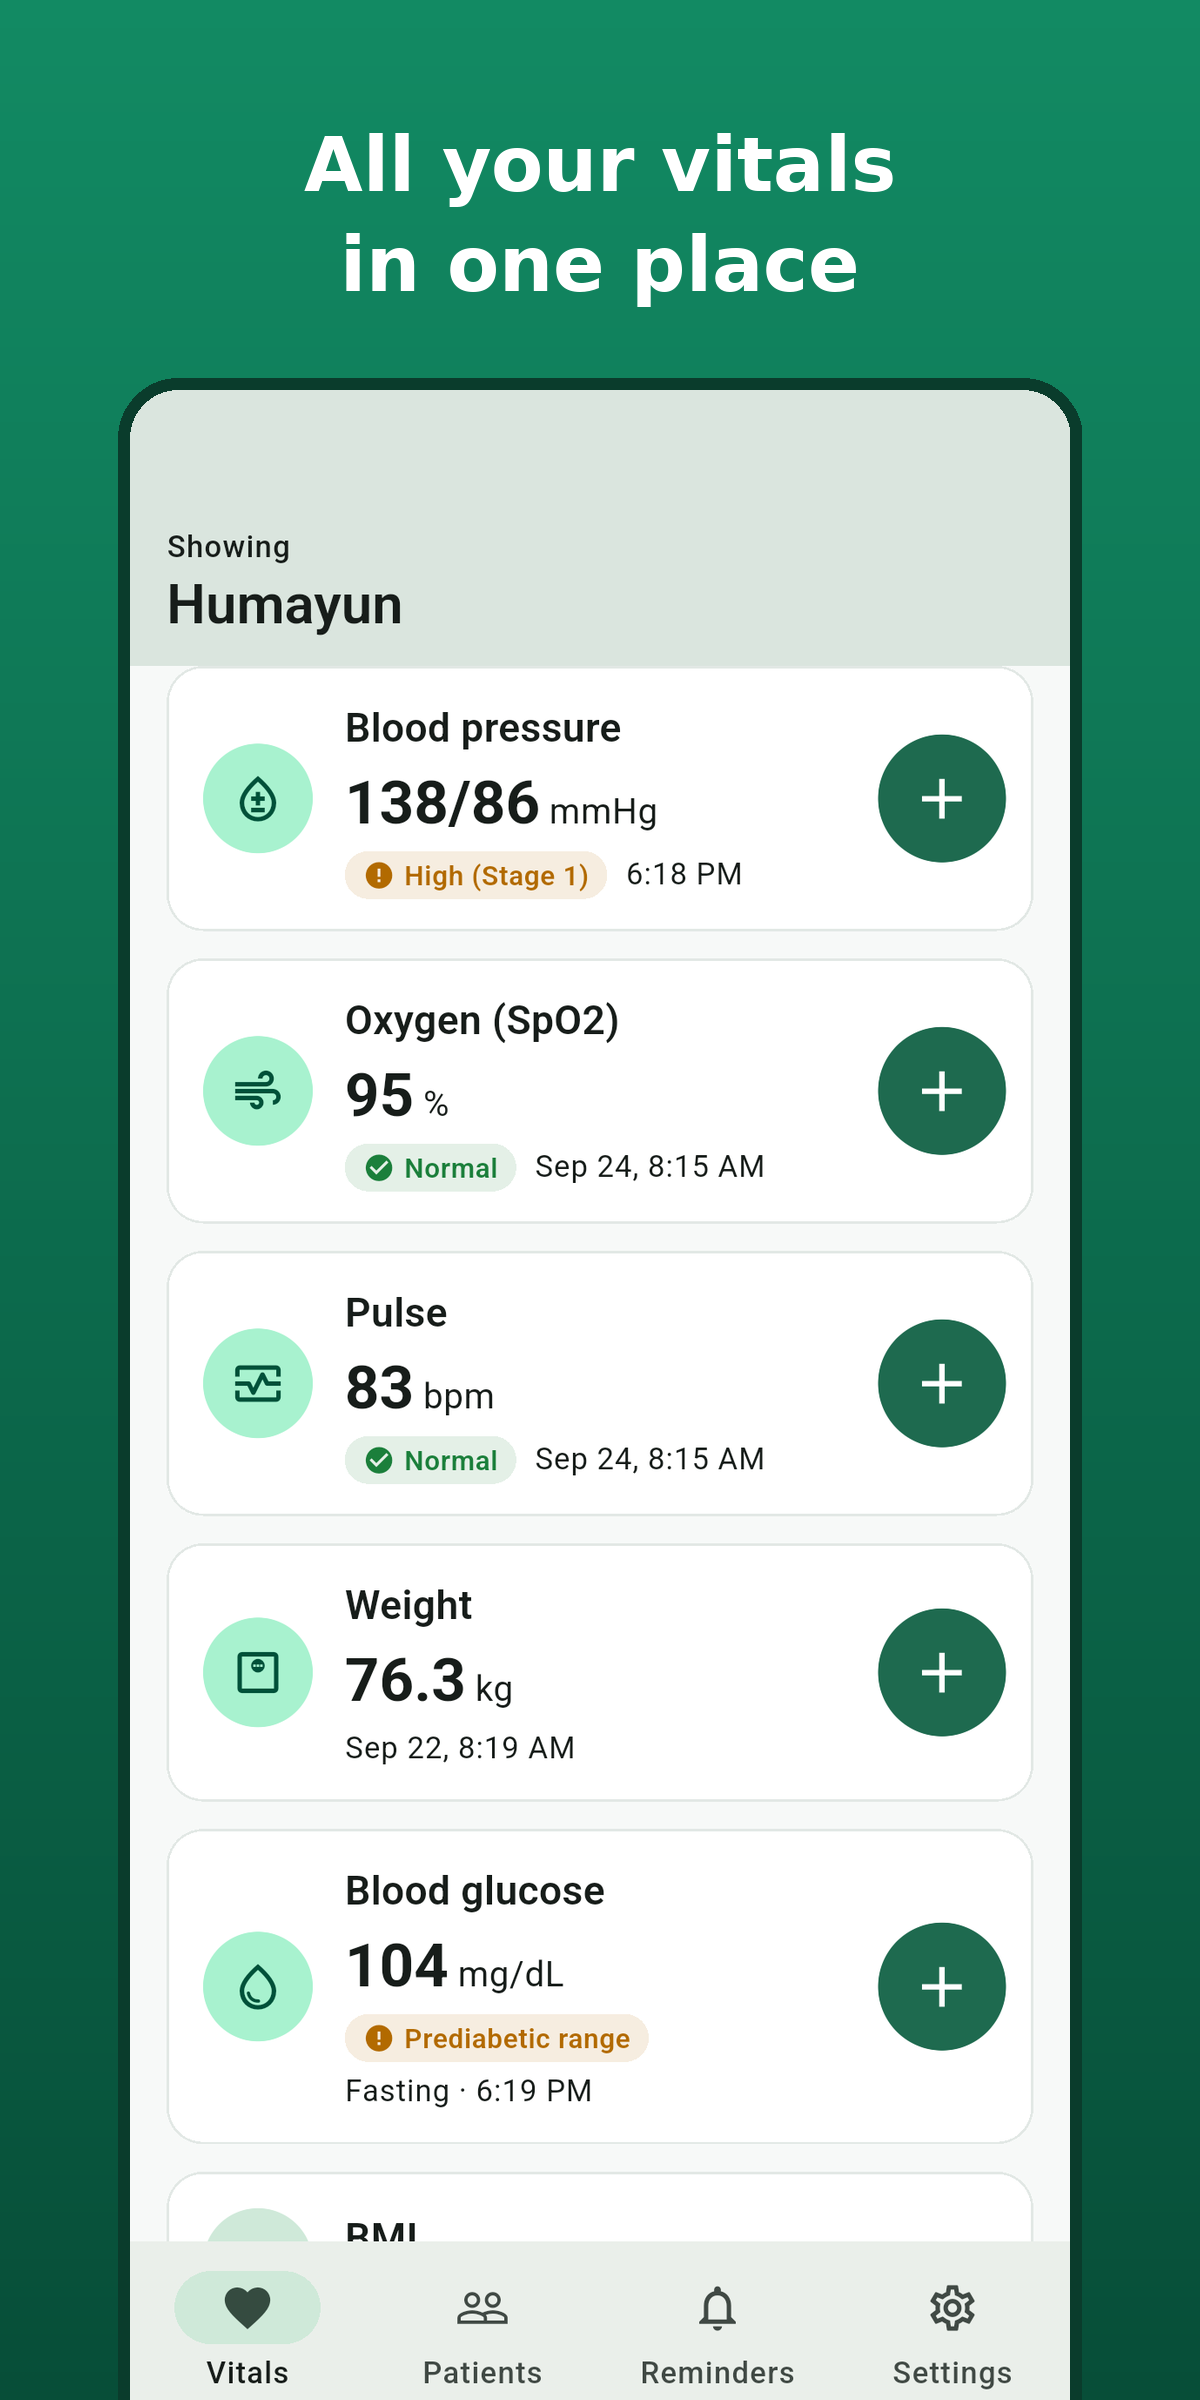 All your vitals
in one place
Showing
Humayun
Blood pressure
138/86 mmHg
High (Stage 1) 6:18 PM
Oxygen (SpO2)
95 %
Normal Sep 24, 8:15 AM
Pulse
83 bpm
Normal Sep 24, 8:15 AM
Weight
76.3 kg
Sep 22, 8:19 AM
Blood glucose
104 mg/dL
Prediabetic range
Fasting · 6:19 PM
BMI
Vitals Patients Reminders Settings